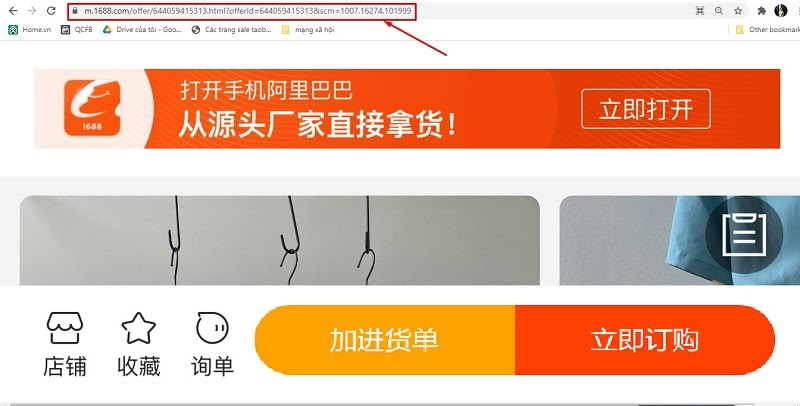 m.1688.com/offer/644059415313.html?offerId=644059415313&scm=1007.16274.101999
Home.vn QCFB Drive của tôi - Goo... Các trang sale taob... mạng xã hội Other bookmark
打开手机阿里巴巴
从源头厂家直接拿货!
1688
立即打开
店铺 收藏 询单 加进货单 立即订购